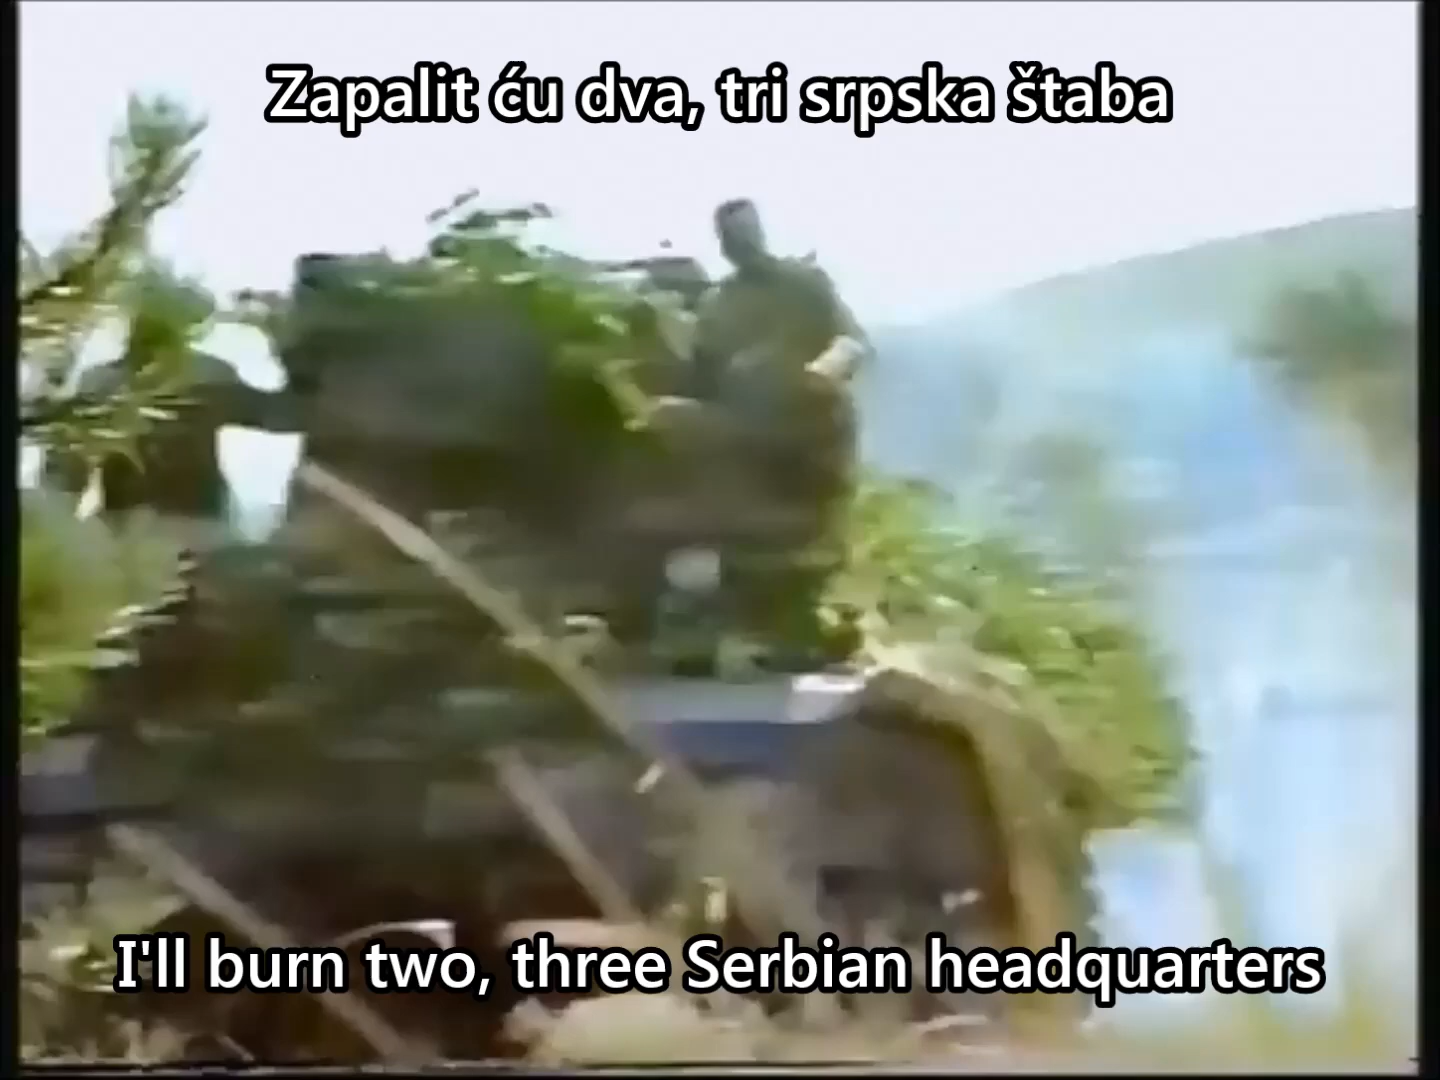 Zapalit ću dva, tri srpska štaba
I'll burn two, three Serbian headquarters